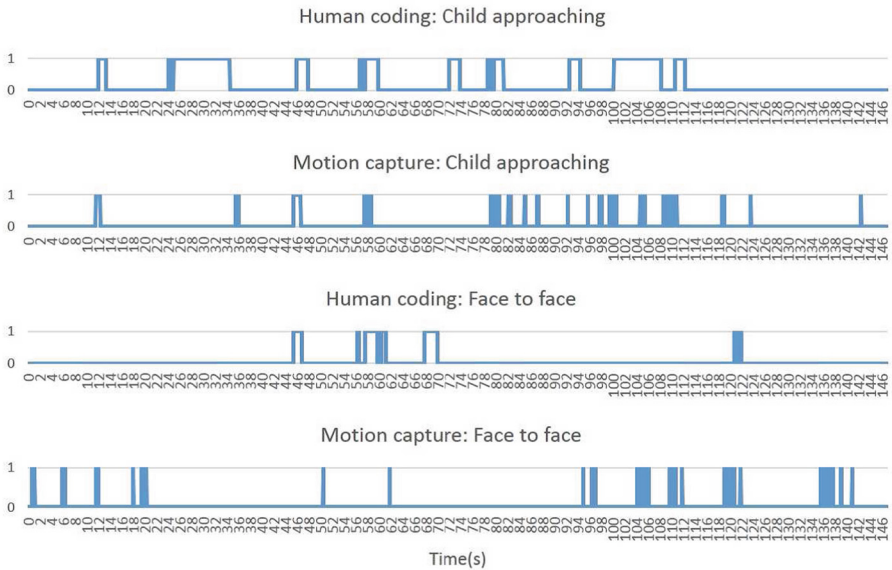 Human coding: Child approaching
1
0
0 2 4 6 8 10 12 14 16 18 20 22 24 26 28 30 32 34 36 38 40 42 44 46 48 50 52 54 56 58 60 62 64 66 68 70 72 74 76 78 80 82 84 86 88 90 92 94 96 98 100 102 104 106 108 110 112 114 116 118 120 122 124 126 128 130 132 134 136 138 140 142 144 146
Motion capture: Child approaching
1
0
0 2 4 6 8 10 12 14 16 18 20 22 24 26 28 30 32 34 36 38 40 42 44 46 48 50 52 54 56 58 60 62 64 66 68 70 72 74 76 78 80 82 84 86 88 90 92 94 96 98 100 102 104 106 108 110 112 114 116 118 120 122 124 126 128 130 132 134 136 138 140 142 144 146
Human coding: Face to face
1
0
0 2 4 6 8 10 12 14 16 18 20 22 24 26 28 30 32 34 36 38 40 42 44 46 48 50 52 54 56 58 60 62 64 66 68 70 72 74 76 78 80 82 84 86 88 90 92 94 96 98 100 102 104 106 108 110 112 114 116 118 120 122 124 126 128 130 132 134 136 138 140 142 144 146
Motion capture: Face to face
1
0
0 2 4 6 8 10 12 14 16 18 20 22 24 26 28 30 32 34 36 38 40 42 44 46 48 50 52 54 56 58 60 62 64 66 68 70 72 74 76 78 80 82 84 86 88 90 92 94 96 98 100 102 104 106 108 110 112 114 116 118 120 122 124 126 128 130 132 134 136 138 140 142 144 146
Time(s)